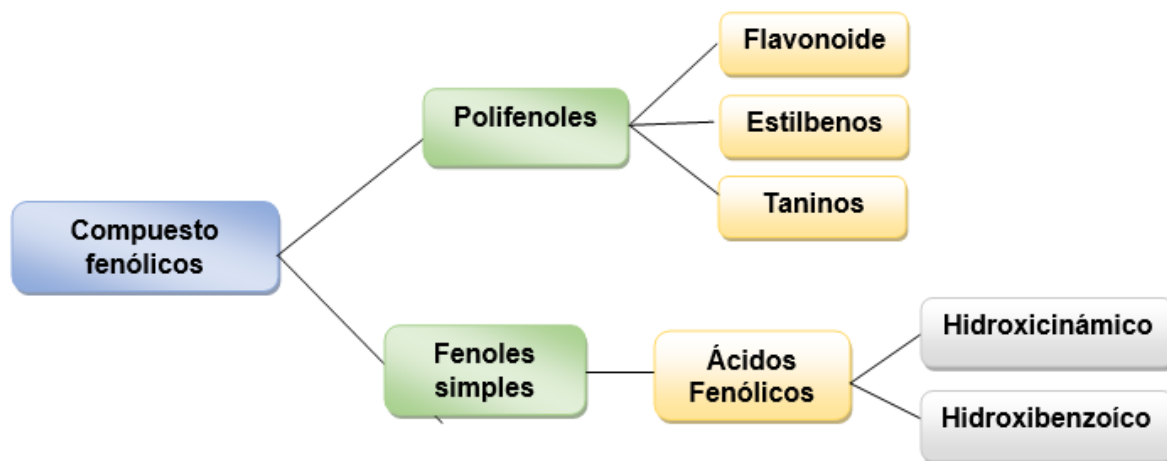 Flavonoide
Polifenoles
Estilbenos
Taninos
Compuesto
fenólicos
Fenoles
simples
Ácidos
Fenólicos
Hidroxicinámico
Hidroxibenzoíco